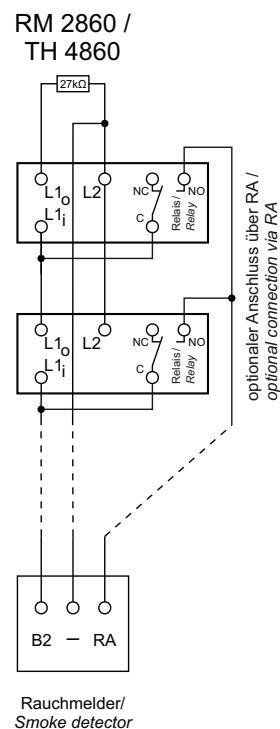 RM 2860 /
TH 4860
27kΩ
L1o
L2
NC
NO
L1i
C
Relais/
Relay
L1o
L2
NC
NO
L1i
C
Relais/
Relay
optionaler Anschluss über RA /
optional connection via RA
B2 – RA
Rauchmelder/
Smoke detector